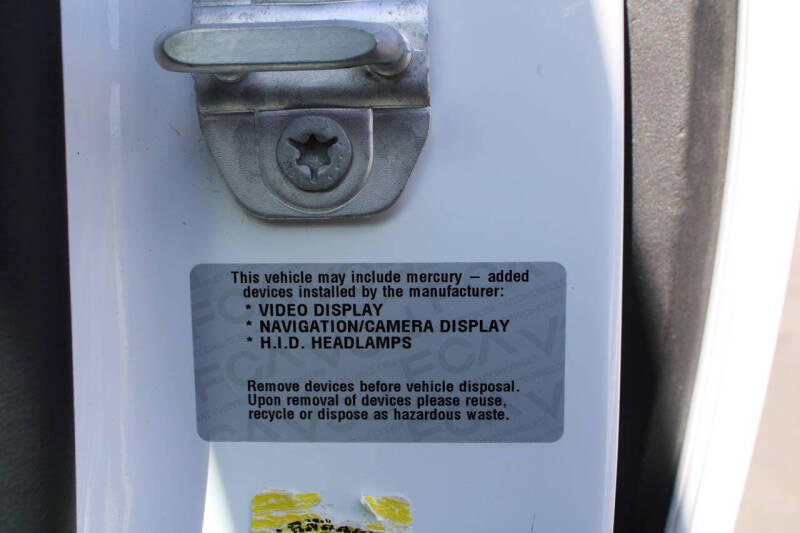 This vehicle may include mercury – added
devices installed by the manufacturer:
* VIDEO DISPLAY
* NAVIGATION/CAMERA DISPLAY
* H.I.D. HEADLAMPS
Remove devices before vehicle disposal.
Upon removal of devices please reuse,
recycle or dispose as hazardous waste.